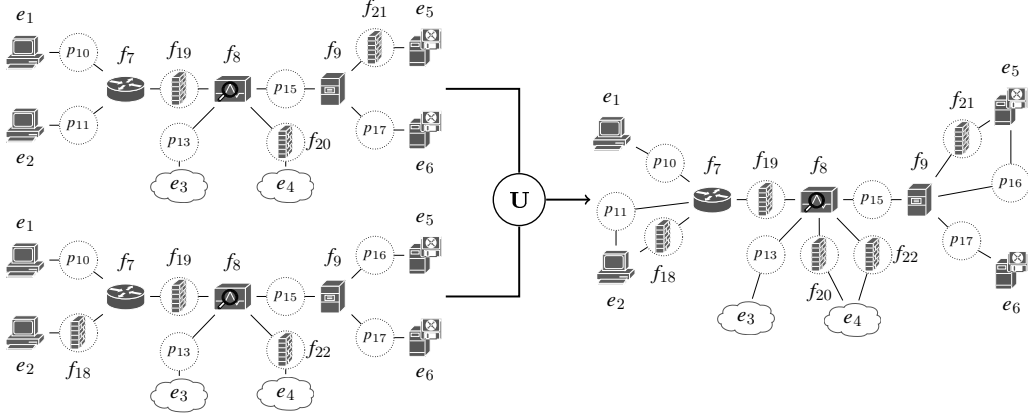 e₁
p₁₀
f₇
f₁₉
f₈
p₁₅
f₉
f₂₁
e₅
p₁₁
e₂
p₁₃
e₃
f₂₀
e₄
p₁₇
e₆
e₁
p₁₀
f₇
f₁₉
f₈
p₁₅
f₉
p₁₆
e₅
e₂
f₁₈
p₁₃
e₃
f₂₂
e₄
p₁₇
e₆
U
e₁
p₁₀
f₇
f₁₉
f₈
p₁₅
f₉
f₂₁
e₅
p₁₆
p₁₁
e₂
f₁₈
p₁₃
e₃
f₂₀
f₂₂
e₄
p₁₇
e₆